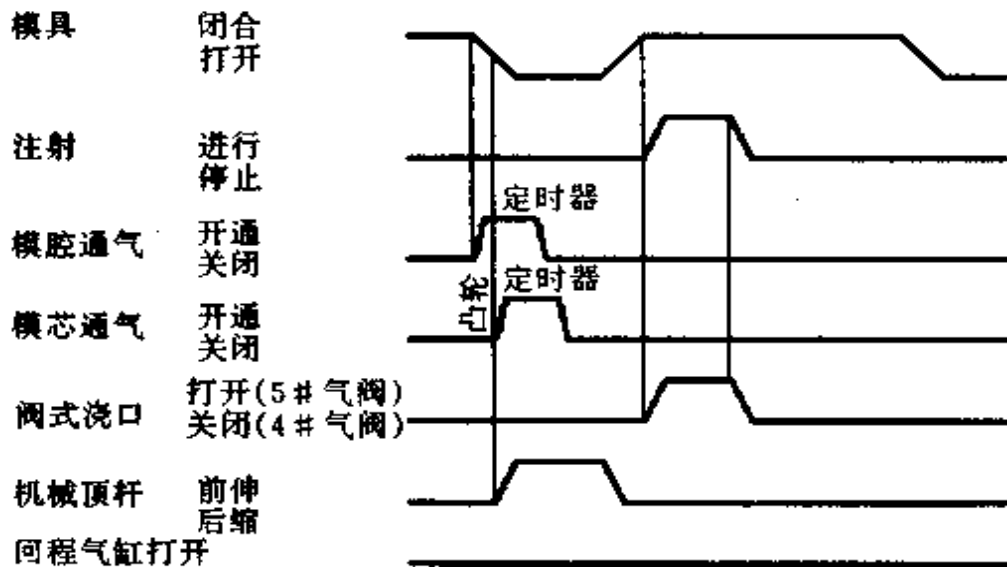 模具 闭合
打开
注射 进行
停止
定时器
模腔通气 开通
关闭
定时器
凸轮
模芯通气 开通
关闭
阀式浇口 打开(5#气阀)
关闭(4#气阀)
机械顶杆 前伸
后缩
回程气缸打开